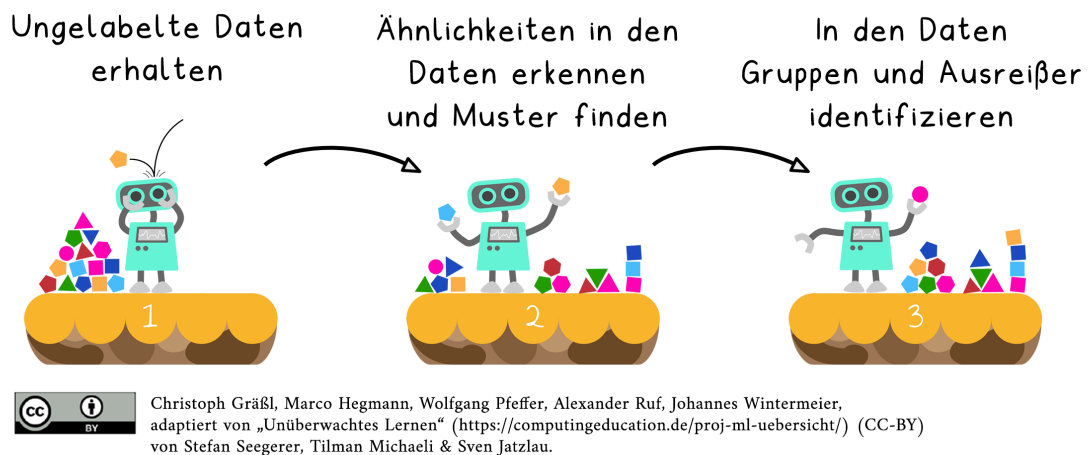 Ungelabelte Daten
erhalten
Ähnlichkeiten in den
Daten erkennen
und Muster finden
In den Daten
Gruppen und Ausreißer
identifizieren
1
2
3
cc
BY
Christoph Gräßl, Marco Hegmann, Wolfgang Pfeffer, Alexander Ruf, Johannes Wintermeier,
adaptiert von „Unüberwachtes Lernen“ (https://computingeducation.de/proj-ml-uebersicht/) (CC-BY)
von Stefan Seegerer, Tilman Michaeli & Sven Jatzlau.